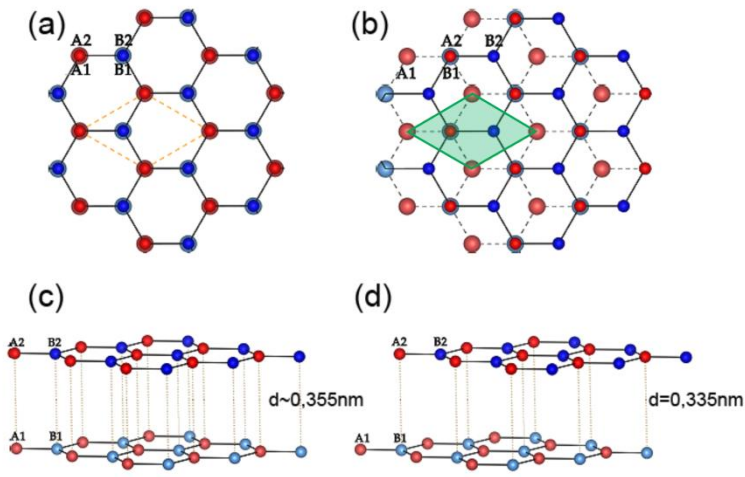 (a)
(b)
A2 B2
A1 B1
A2 B2
A1 B1
(c)
(d)
A2 B2
A2 B2
d~0,355nm
d=0,335nm
A1 B1
A1 B1